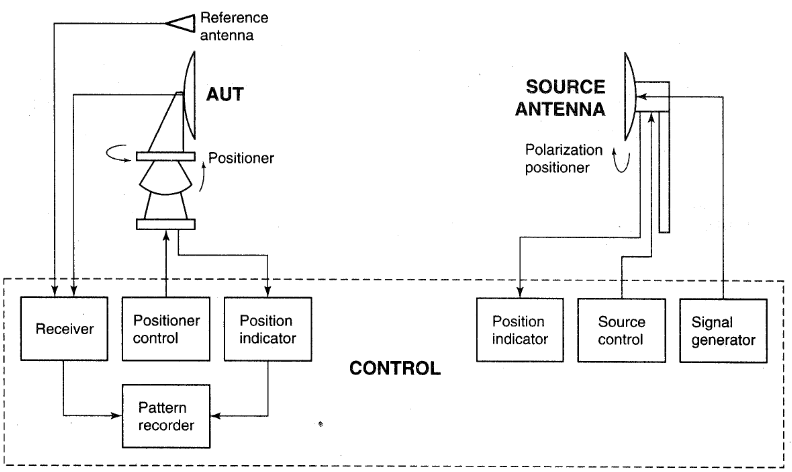 Reference
antenna
AUT
SOURCE
ANTENNA
Positioner
Polarization
positioner
Receiver
Positioner
control
Position
indicator
Position
indicator
Source
control
Signal
generator
CONTROL
Pattern
recorder